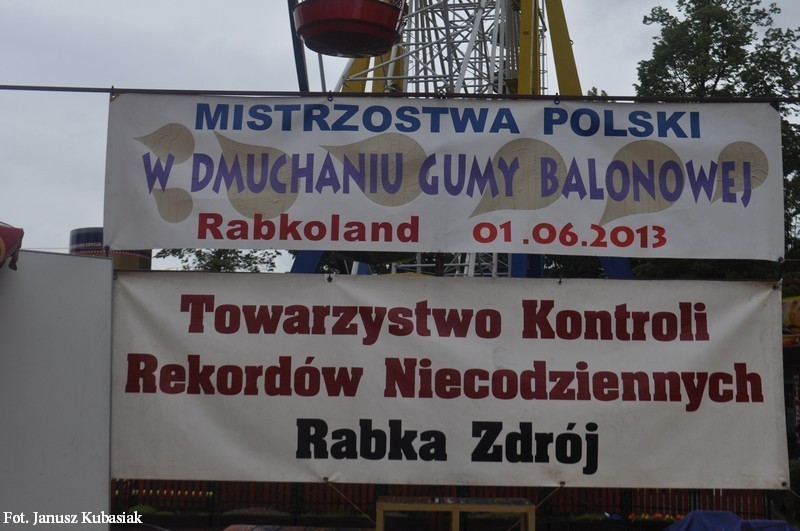 MISTRZOSTWA POLSKI
W DMUCHANIU GUMY BALONOWEJ
Rabkoland 01.06.2013
Towarzystwo Kontroli
Rekordów Niecodziennych
Rabka Zdrój
Fot. Janusz Kubasiak